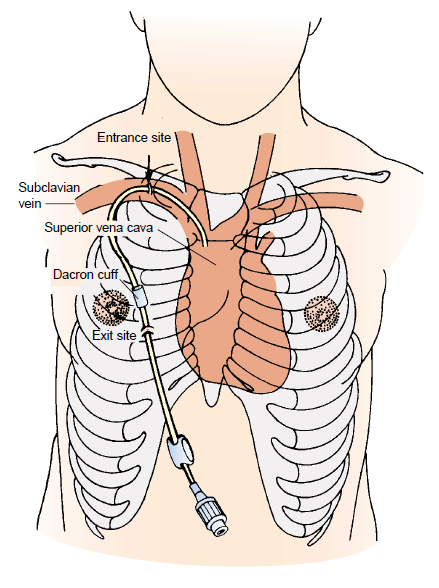 Entrance site
Subclavian
vein
Superior vena cava
Dacron cuff
Exit site